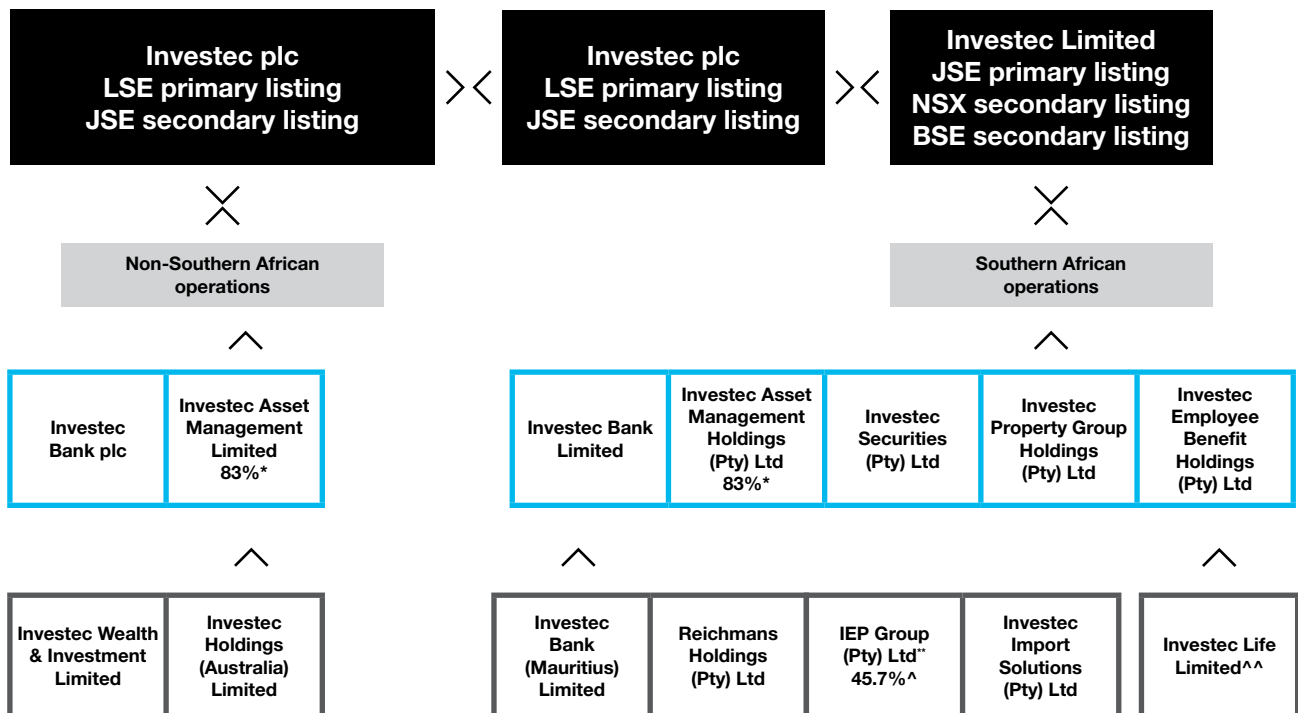 Investec plc
LSE primary listing
JSE secondary listing
Investec plc
LSE primary listing
JSE secondary listing
Investec Limited
JSE primary listing
NSX secondary listing
BSE secondary listing
Non-Southern African
operations
Southern African
operations
Investec
Bank plc
Investec Asset
Management
Limited
83%*
Investec Bank
Limited
Investec Asset
Management
Holdings
(Pty) Ltd
83%*
Investec
Securities
(Pty) Ltd
Investec
Property Group
Holdings
(Pty) Ltd
Investec
Employee
Benefit
Holdings
(Pty) Ltd
Investec Wealth
& Investment
Limited
Investec
Holdings
(Australia)
Limited
Investec
Bank
(Mauritius)
Limited
Reichmans
Holdings
(Pty) Ltd
IEP Group
(Pty) Ltd**
45.7%^
Investec
Import
Solutions
(Pty) Ltd
Investec Life
Limited^^